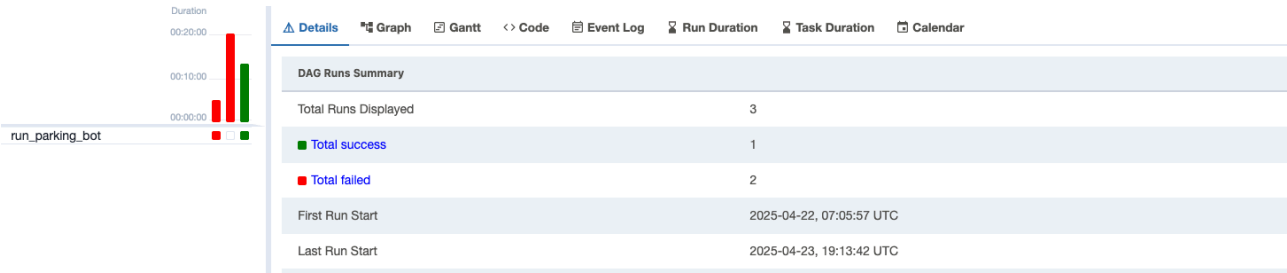 Duration
00:20:00
00:10:00
00:00:00
run_parking_bot
Details Graph Gantt Code Event Log Run Duration Task Duration Calendar
DAG Runs Summary
Total Runs Displayed 3
Total success 1
Total failed 2
First Run Start 2025-04-22, 07:05:57 UTC
Last Run Start 2025-04-23, 19:13:42 UTC